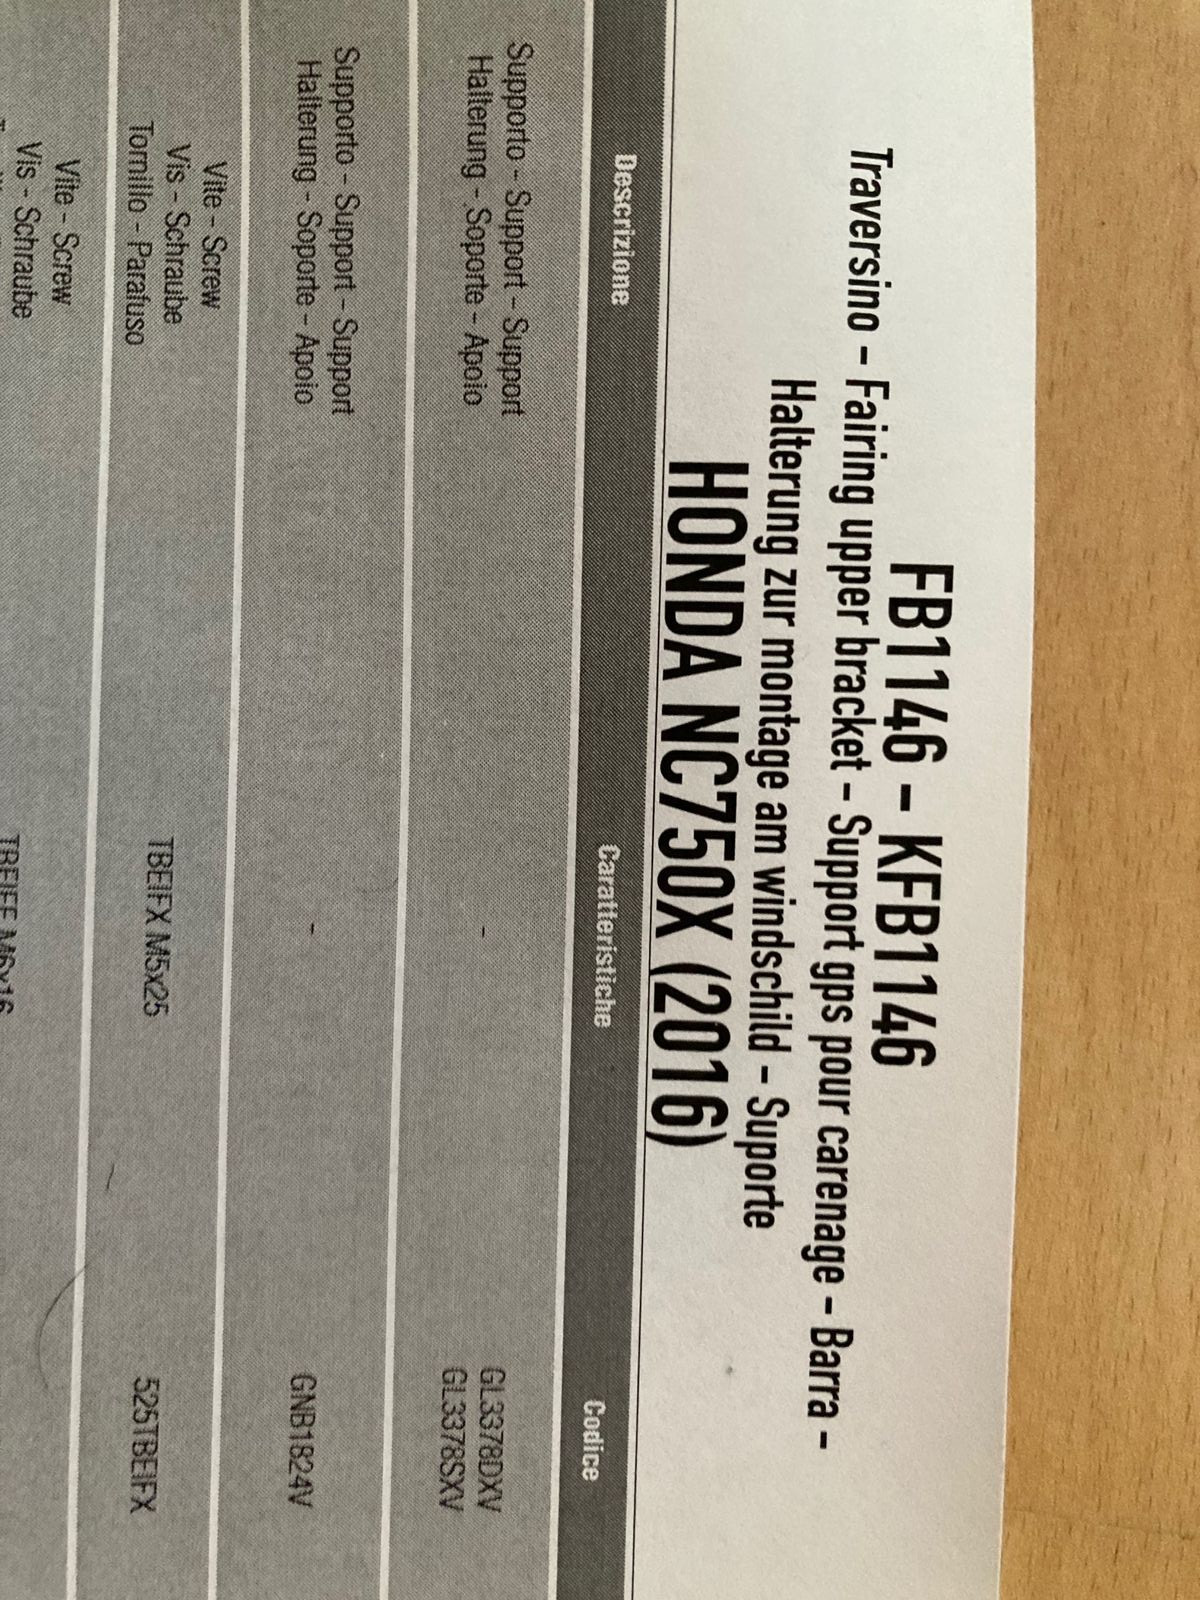 FB1146 - KFB1146
Traversino - Fairing upper bracket - Support gps pour carenage - Barra -
Halterung zur montage am windschild - Suporte
HONDA NC750X (2016)
Descrizione Caratteristiche Codice
Supporto - Support - Support
Halterung - Soporte - Apoio
-
GL3378DXV
GL3378SXV
Supporto - Support - Support
Halterung - Soporte - Apoio
-
GNB1824V
Vite - Screw
Vis - Schraube
Tornillo - Parafuso
TBEIFX M5x25
525TBEIFX
Vite - Screw
Vis - Schraube